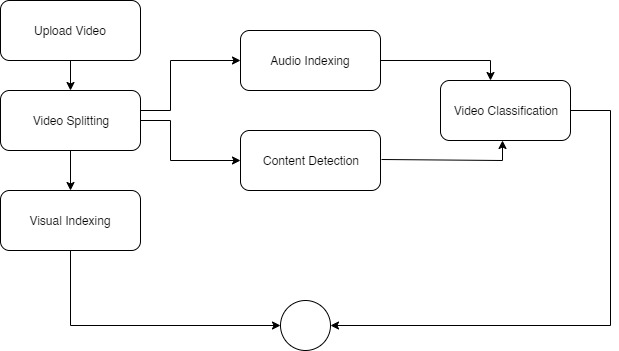 Upload Video
Audio Indexing
Video Splitting
Video Classification
Content Detection
Visual Indexing